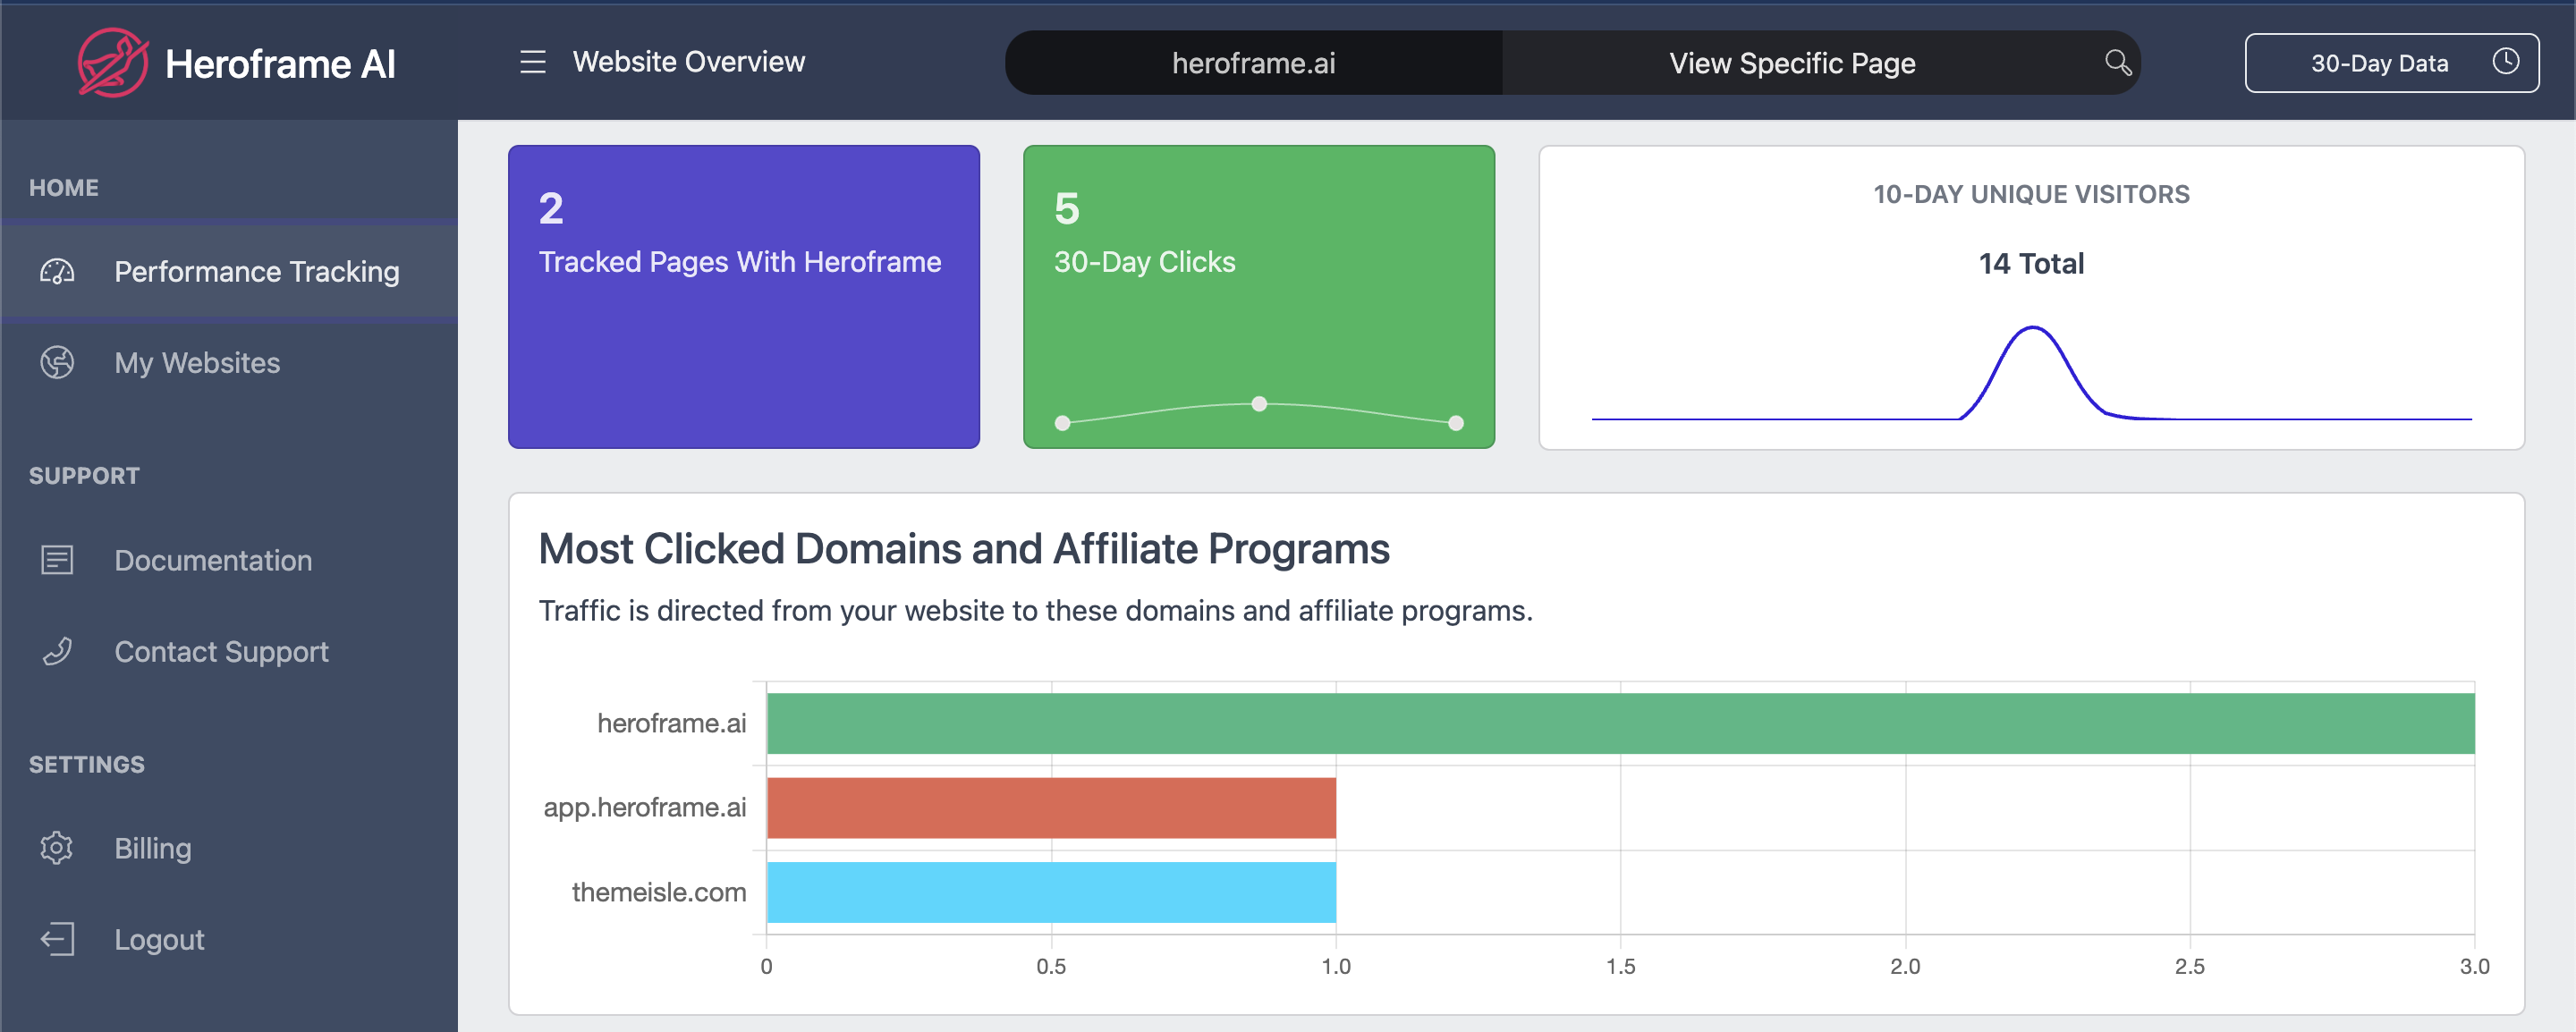 Heroframe AI
Website Overview
heroframe.ai
View Specific Page
30-Day Data
HOME
Performance Tracking
My Websites
SUPPORT
Documentation
Contact Support
SETTINGS
Billing
Logout
2
Tracked Pages With Heroframe
5
30-Day Clicks
10-DAY UNIQUE VISITORS
14 Total
Most Clicked Domains and Affiliate Programs
Traffic is directed from your website to these domains and affiliate programs.
heroframe.ai
app.heroframe.ai
themeisle.com
0 0.5 1.0 1.5 2.0 2.5 3.0